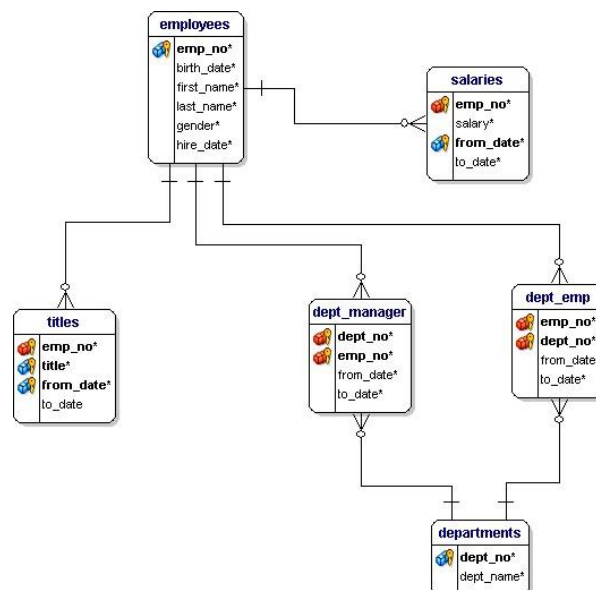 employees
emp_no*
birth_date*
first_name*
last_name*
gender*
hire_date*
salaries
emp_no*
salary*
from_date*
to_date*
titles
emp_no*
title*
from_date*
to_date
dept_manager
dept_no*
emp_no*
from_date*
to_date*
dept_emp
emp_no*
dept_no*
from_date
to_date*
departments
dept_no*
dept_name*